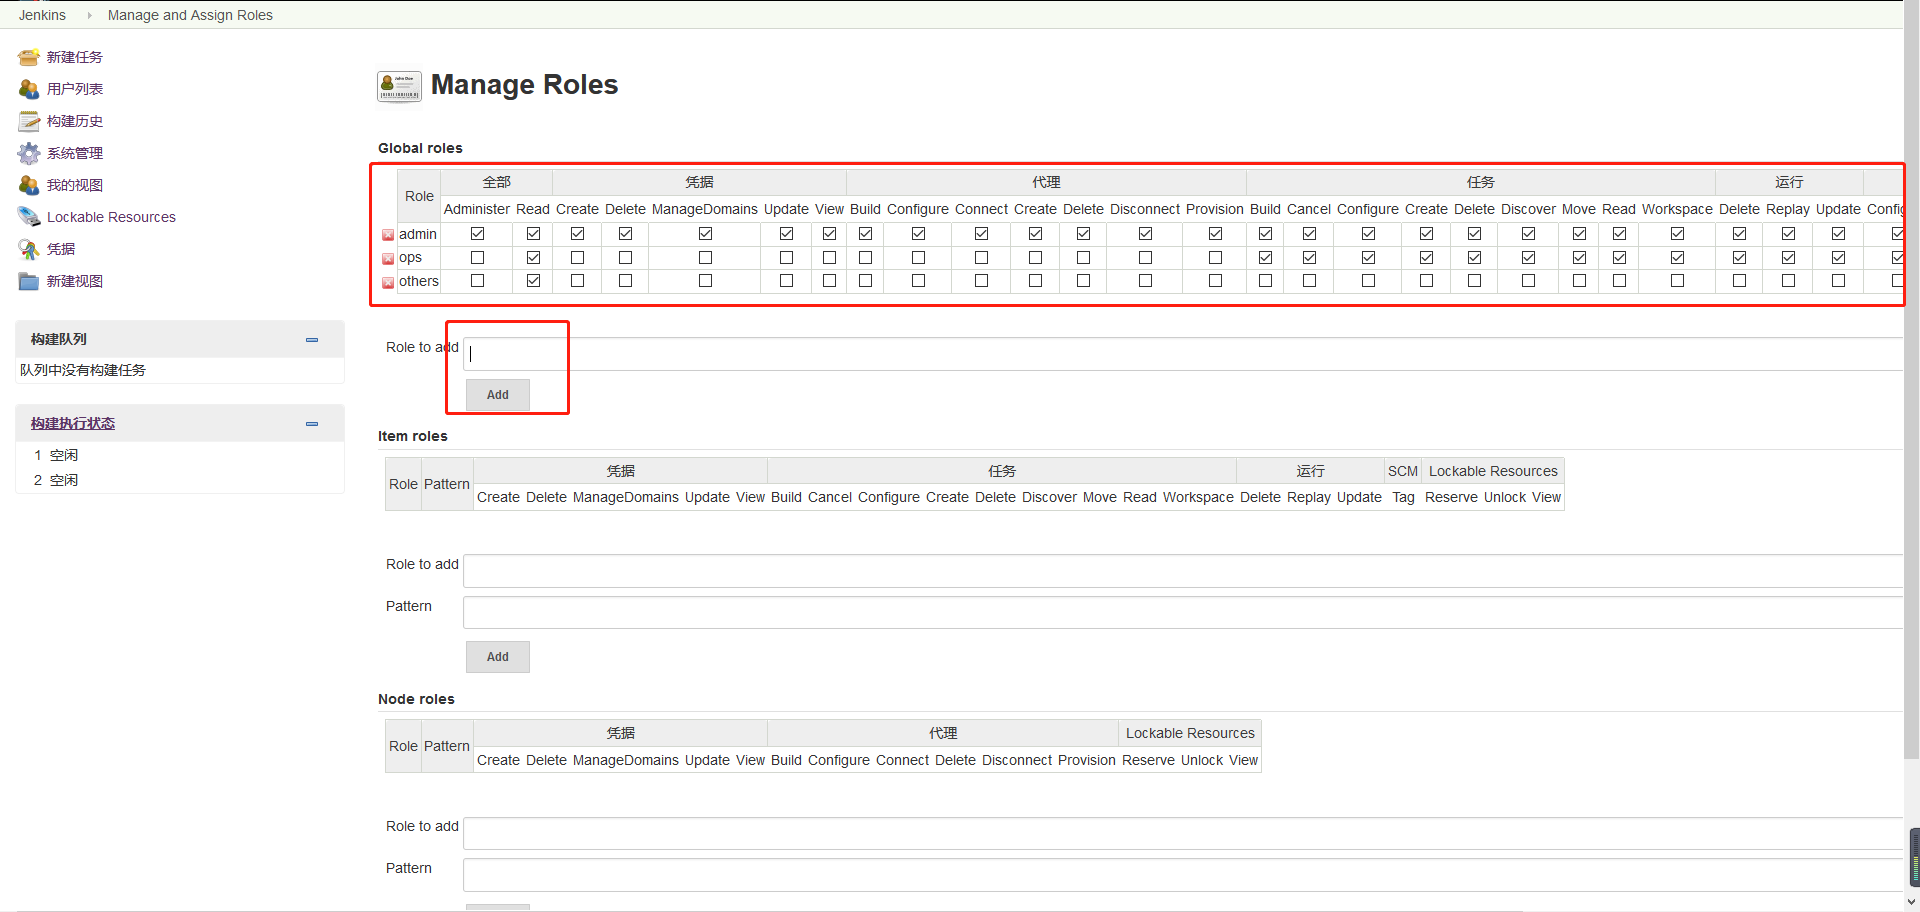 Jenkins Manage and Assign Roles
新建任务
用户列表
构建历史
系统管理
我的视图
Lockable Resources
凭据
新建视图
构建队列
队列中没有构建任务
构建执行状态
1 空闲
2 空闲
Manage Roles
Global roles
Role 全部 凭据 代理 任务 运行
Administer Read Create Delete ManageDomains Update View Build Configure Connect Create Delete Disconnect Provision Build Cancel Configure Create Delete Discover Move Read Workspace Delete Replay Update Config
admin
ops
others
Role to add
Add
Item roles
Role Pattern 凭据 任务 运行 SCM Lockable Resources
Create Delete ManageDomains Update View Build Cancel Configure Create Delete Discover Move Read Workspace Delete Replay Update Tag Reserve Unlock View
Role to add
Pattern
Add
Node roles
Role Pattern 凭据 代理 Lockable Resources
Create Delete ManageDomains Update View Build Configure Connect Delete Disconnect Provision Reserve Unlock View
Role to add
Pattern